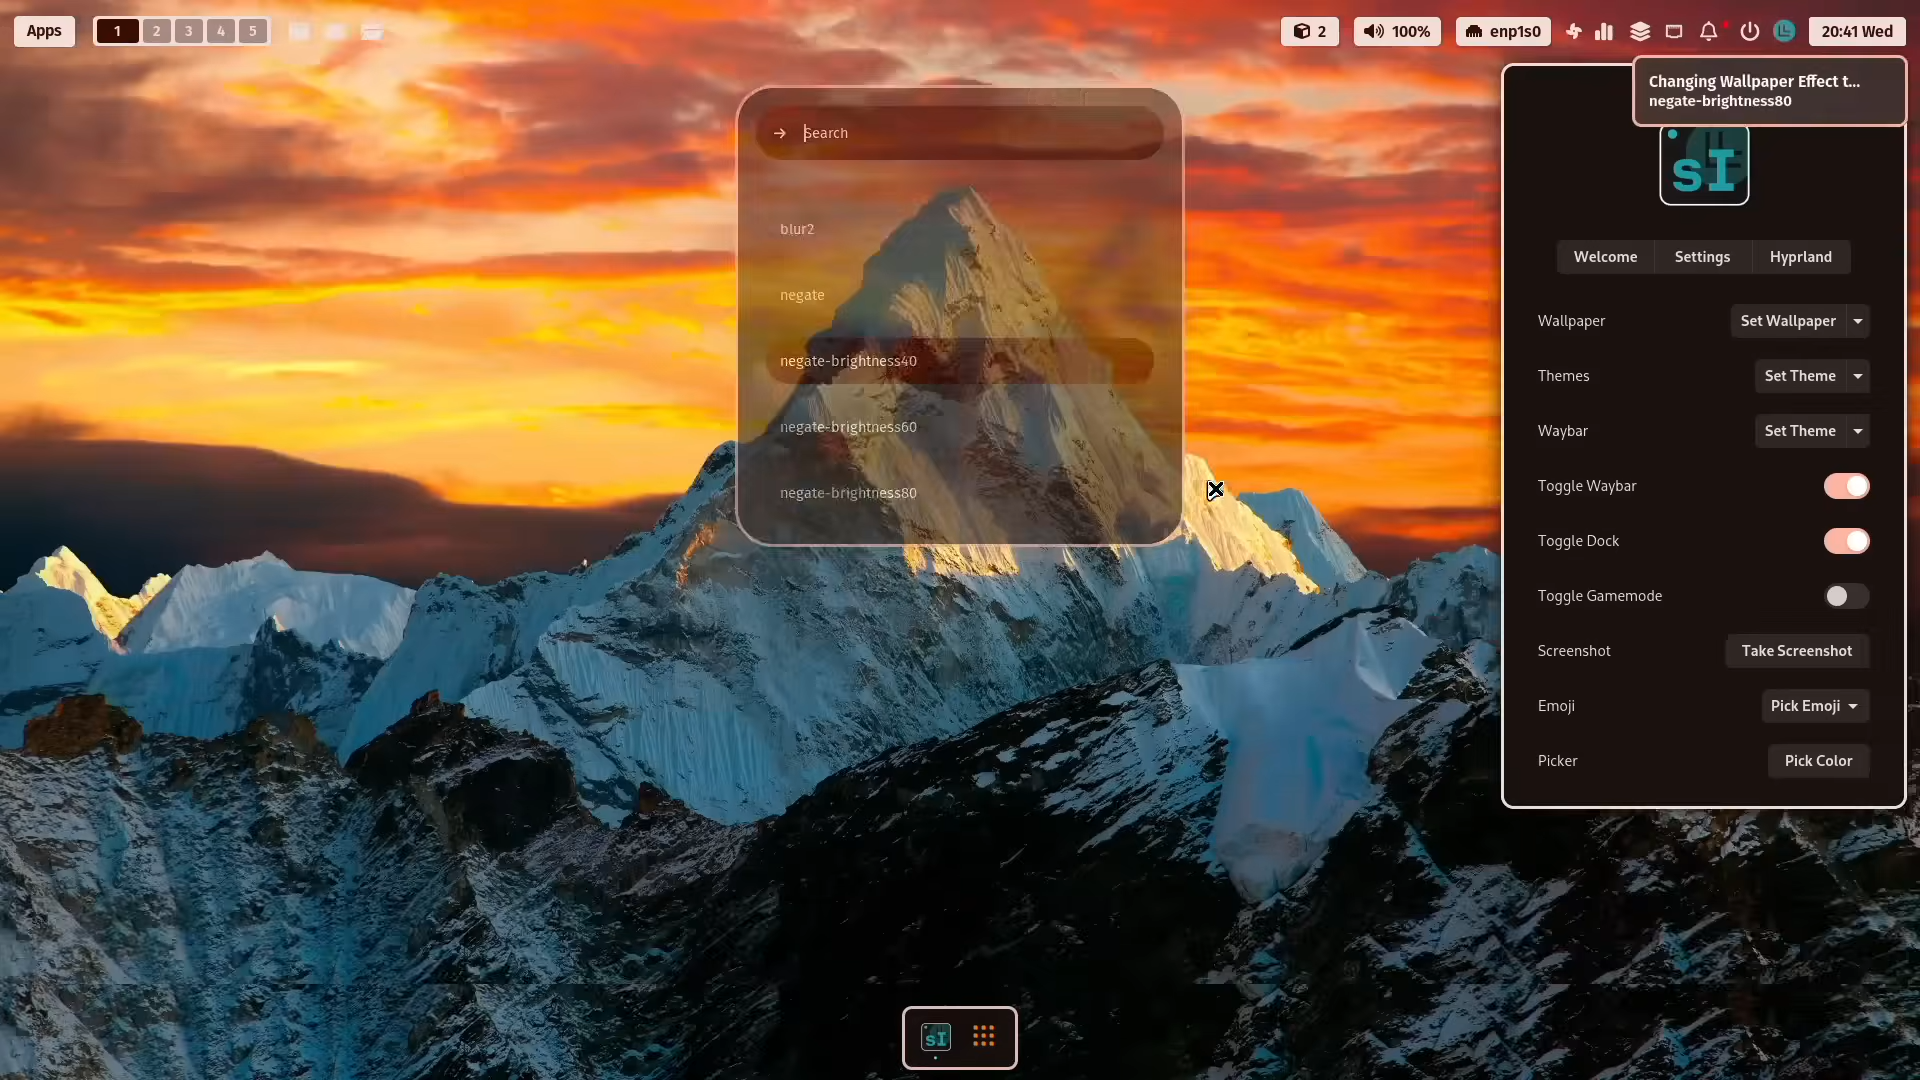 Apps
1 2 3 4 5
2
100%
enp1s0
20:41 Wed
Changing Wallpaper Effect t...
negate-brightness80
Search
blur2
negate
negate-brightness40
negate-brightness60
negate-brightness80
sI
Welcome
Settings
Hyprland
Wallpaper
Set Wallpaper
Themes
Set Theme
Waybar
Set Theme
Toggle Waybar
Toggle Dock
Toggle Gamemode
Screenshot
Take Screenshot
Emoji
Pick Emoji
Picker
Pick Color
sI